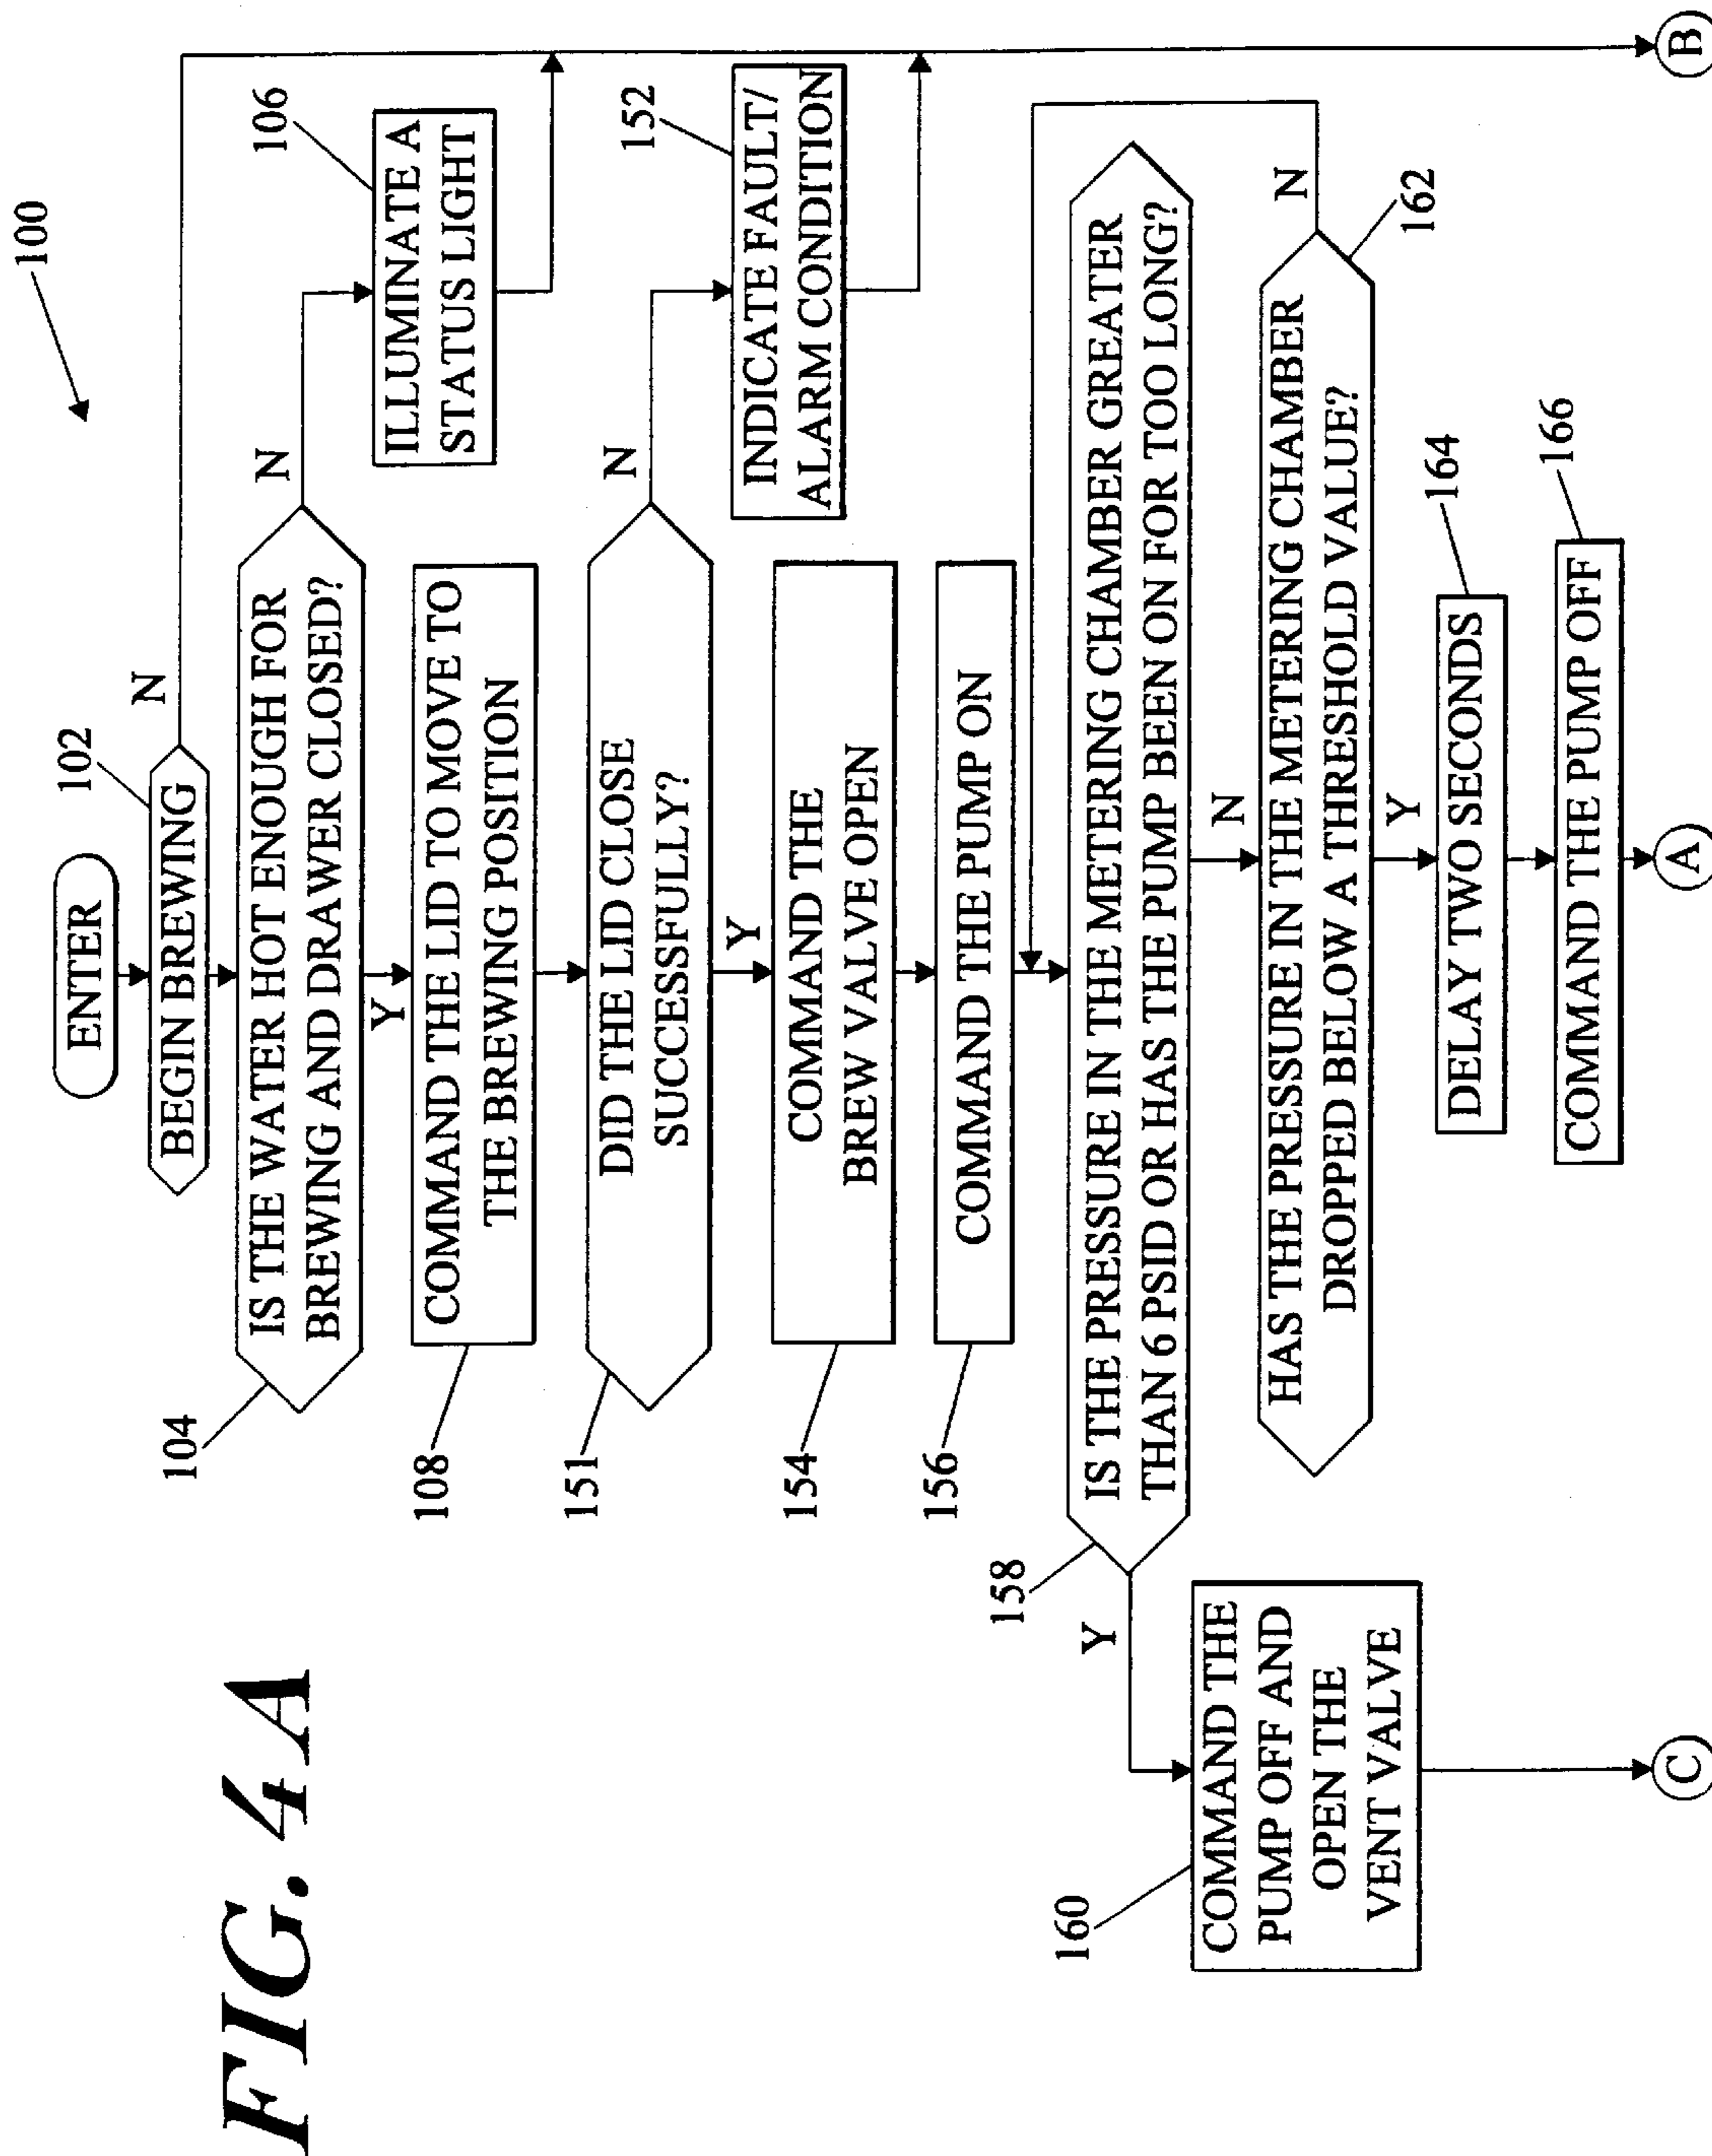 FIG. 4A
100
ENTER
102
BEGIN BREWING
N
104
IS THE WATER HOT ENOUGH FOR
BREWING AND DRAWER CLOSED?
N
106
ILLUMINATE A
STATUS LIGHT
Y
108
COMMAND THE LID TO MOVE TO
THE BREWING POSITION
151
DID THE LID CLOSE
SUCCESSFULLY?
N
152
INDICATE FAULT/
ALARM CONDITION
Y
154
COMMAND THE
BREW VALVE OPEN
156
COMMAND THE PUMP ON
158
IS THE PRESSURE IN THE METERING CHAMBER GREATER
THAN 6 PSID OR HAS THE PUMP BEEN ON FOR TOO LONG?
Y
160
COMMAND THE
PUMP OFF AND
OPEN THE
VENT VALVE
N
HAS THE PRESSURE IN THE METERING CHAMBER
DROPPED BELOW A THRESHOLD VALUE?
N
162
Y
164
DELAY TWO SECONDS
166
COMMAND THE PUMP OFF
C
A
B